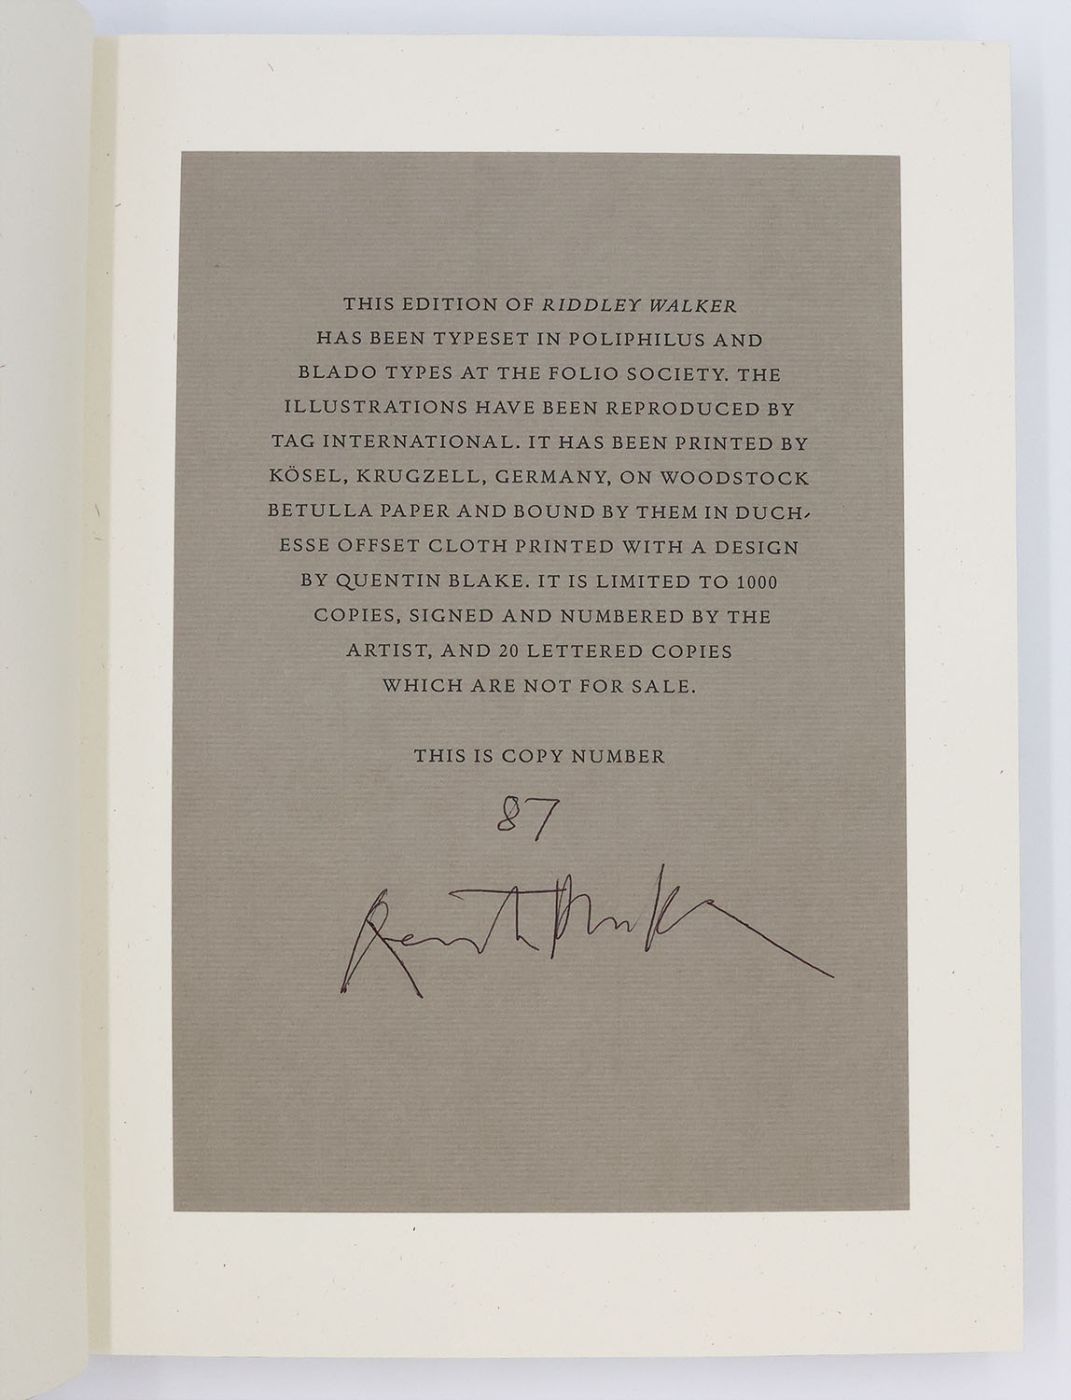 THIS EDITION OF RIDDLEY WALKER
HAS BEEN TYPESET IN POLIPHILUS AND
BLADO TYPES AT THE FOLIO SOCIETY. THE
ILLUSTRATIONS HAVE BEEN REPRODUCED BY
TAG INTERNATIONAL. IT HAS BEEN PRINTED BY
KÖSEL, KRUGZELL, GERMANY, ON WOODSTOCK
BETULLA PAPER AND BOUND BY THEM IN DUCH-
ESSE OFFSET CLOTH PRINTED WITH A DESIGN
BY QUENTIN BLAKE. IT IS LIMITED TO 1000
COPIES, SIGNED AND NUMBERED BY THE
ARTIST, AND 20 LETTERED COPIES
WHICH ARE NOT FOR SALE.
THIS IS COPY NUMBER
87
Quentin Blake